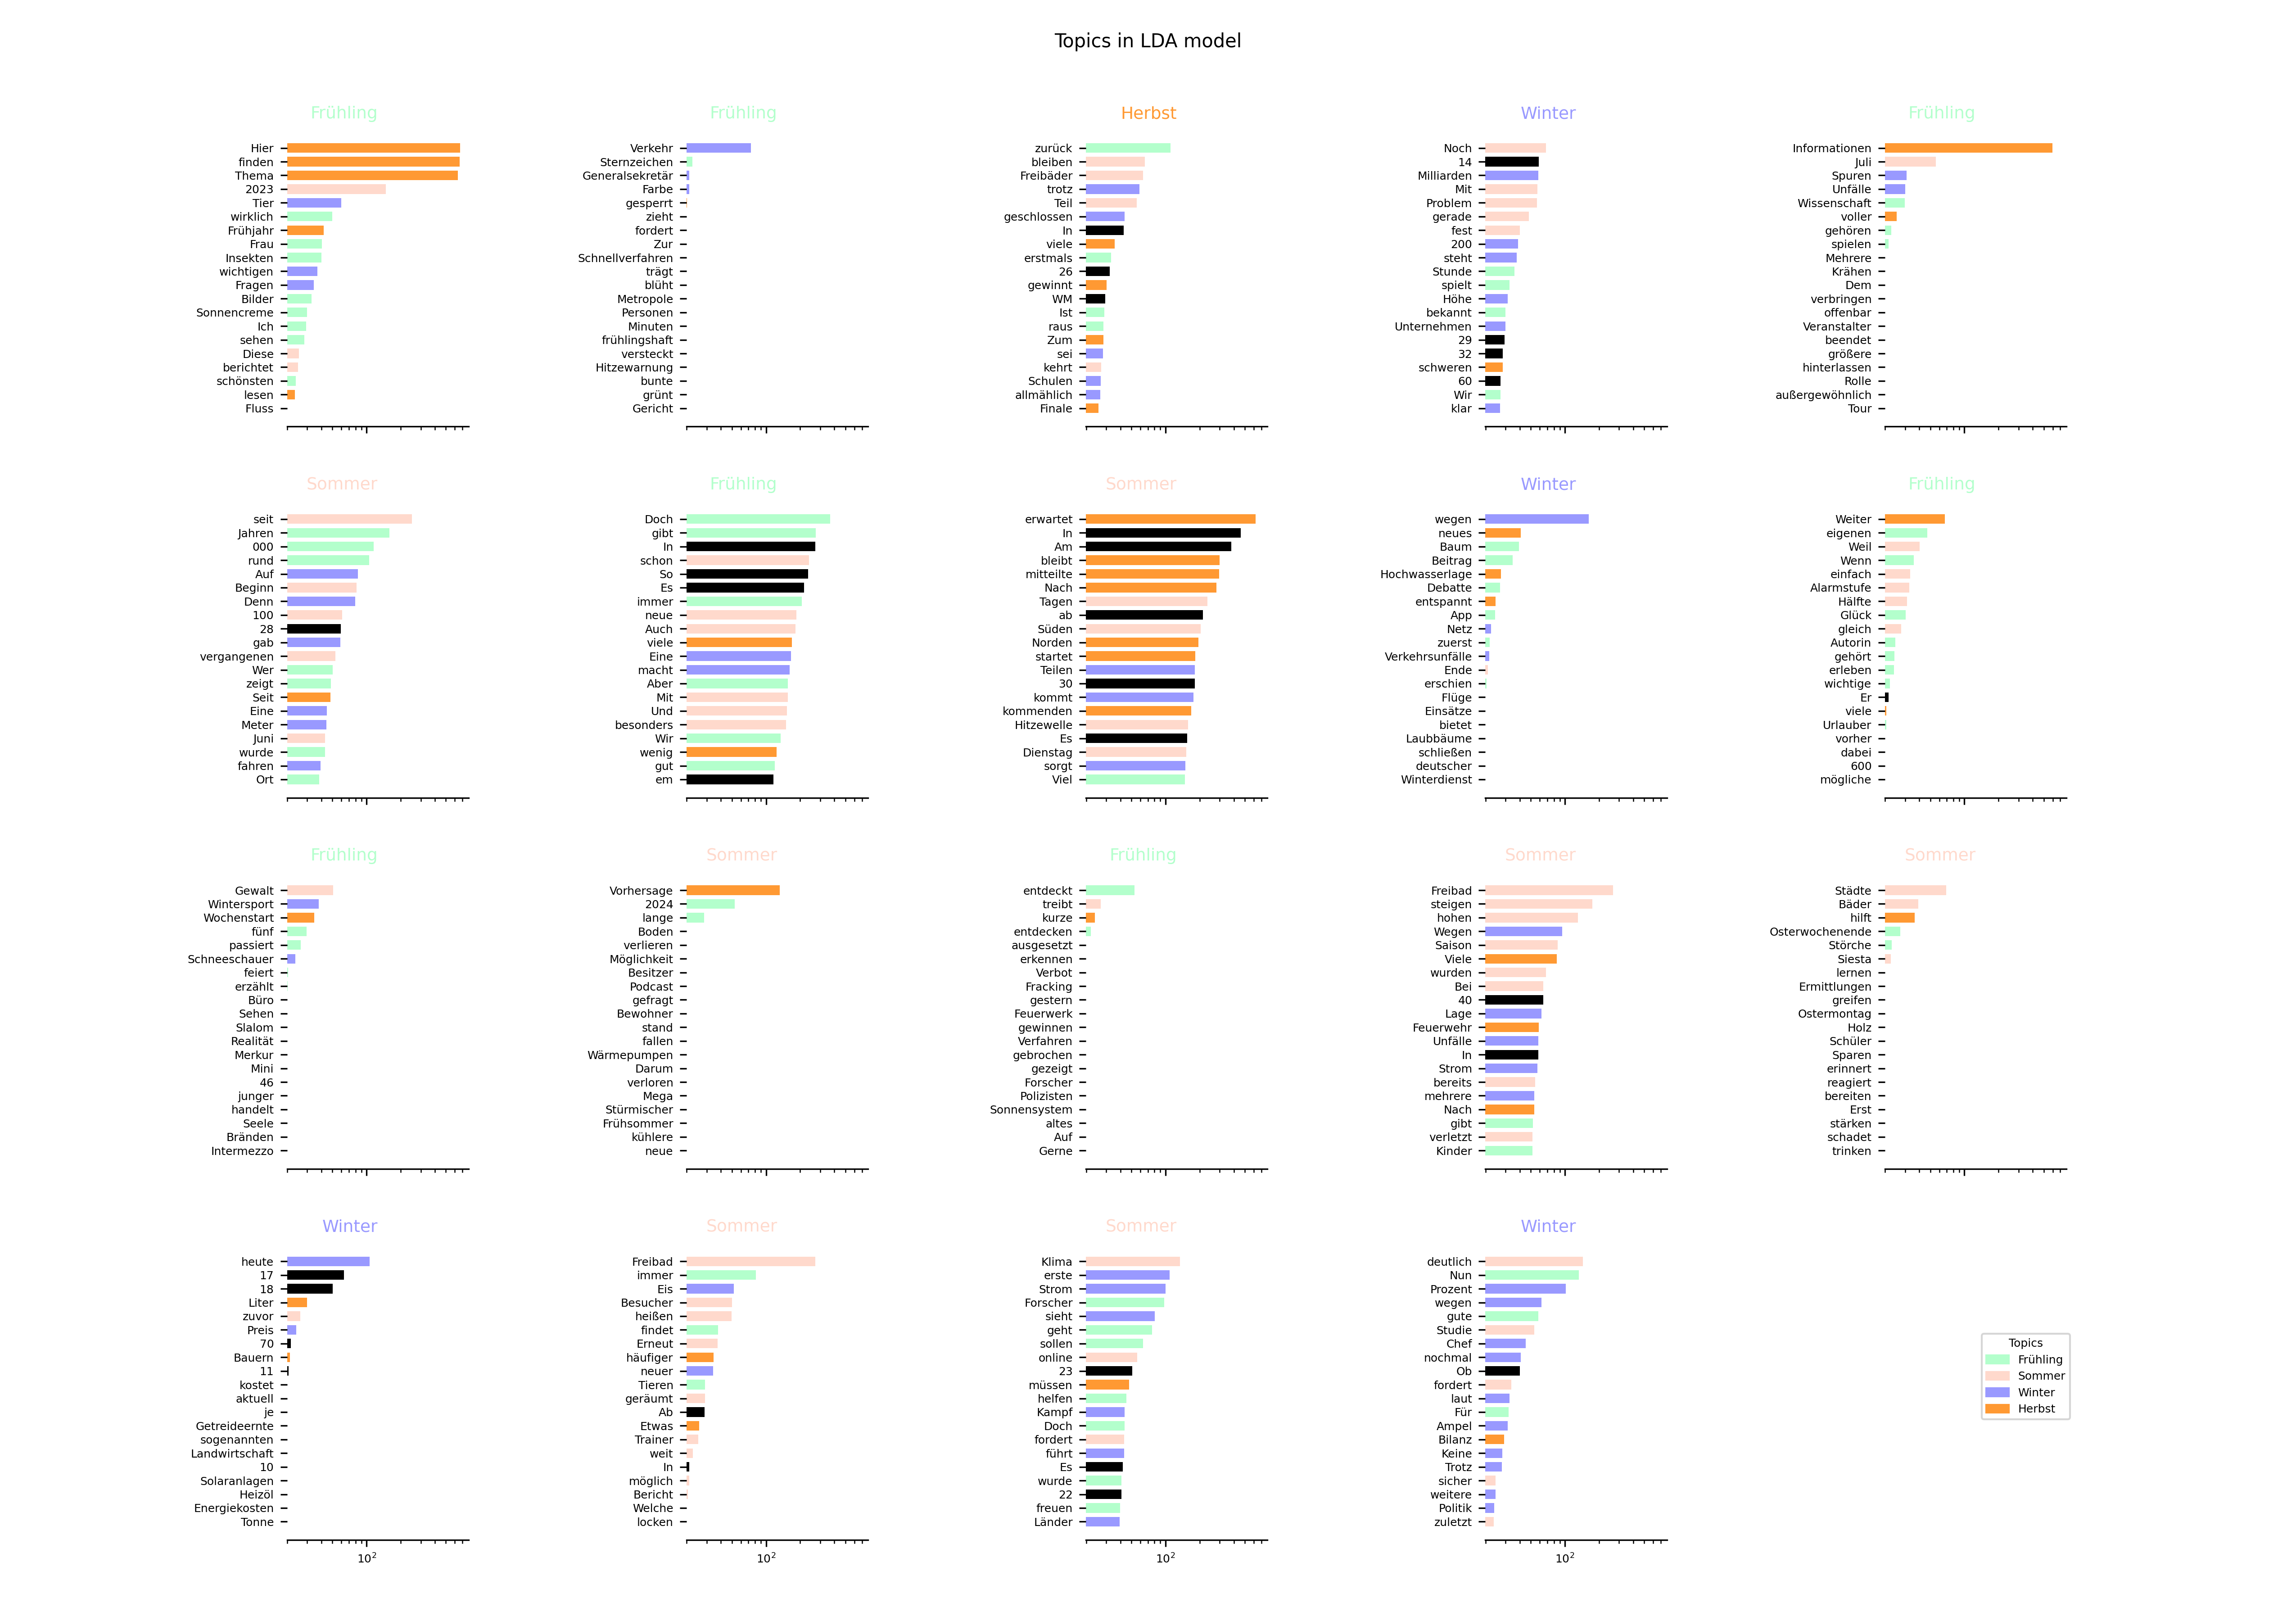 Topics in LDA model
Frühling
Hier
finden
Thema
2023
Tier
wirklich
Frühjahr
Frau
Insekten
wichtigen
Fragen
Bilder
Sonnencreme
Ich
sehen
Diese
berichtet
schönsten
lesen
Fluss
Frühling
Verkehr
Sternzeichen
Generalsekretär
Farbe
gesperrt
zieht
fordert
Zur
Schnellverfahren
trägt
blüht
Metropole
Personen
Minuten
frühlingshaft
versteckt
Hitzewarnung
bunte
grünt
Gericht
Herbst
zurück
bleiben
Freibäder
trotz
Teil
geschlossen
In
viele
erstmals
26
gewinnt
WM
Ist
raus
Zum
sei
kehrt
Schulen
allmählich
Finale
Winter
Noch
14
Milliarden
Mit
Problem
gerade
fest
200
steht
Stunde
spielt
Höhe
bekannt
Unternehmen
29
32
schweren
60
Wir
klar
Frühling
Informationen
Juli
Spuren
Unfälle
Wissenschaft
voller
gehören
spielen
Mehrere
Krähen
Dem
verbringen
offenbar
Veranstalter
beendet
größere
hinterlassen
Rolle
außergewöhnlich
Tour
Sommer
seit
Jahren
000
rund
Auf
Beginn
Denn
100
28
gab
vergangenen
Wer
zeigt
Seit
Eine
Meter
Juni
wurde
fahren
Ort
Frühling
Doch
gibt
In
schon
So
Es
immer
neue
Auch
viele
Eine
macht
Aber
Mit
Und
besonders
Wir
wenig
gut
em
Sommer
erwartet
In
Am
bleibt
mitteilte
Nach
Tagen
ab
Süden
Norden
startet
Teilen
30
kommt
kommenden
Hitzewelle
Es
Dienstag
sorgt
Viel
Winter
wegen
neues
Baum
Beitrag
Hochwasserlage
Debatte
entspannt
App
Netz
zuerst
Verkehrsunfälle
Ende
erschien
Flüge
Einsätze
bietet
Laubbäume
schließen
deutscher
Winterdienst
Frühling
Weiter
eigenen
Weil
Wenn
einfach
Alarmstufe
Hälfte
Glück
gleich
Autorin
gehört
erleben
wichtige
Er
viele
Urlauber
vorher
dabei
600
mögliche
Frühling
Gewalt
Wintersport
Wochenstart
fünf
passiert
Schneeschauer
feiert
erzählt
Büro
Sehen
Slalom
Realität
Merkur
Mini
46
junger
handelt
Seele
Bränden
Intermezzo
Sommer
Vorhersage
2024
lange
Boden
verlieren
Möglichkeit
Besitzer
Podcast
gefragt
Bewohner
stand
fallen
Wärmepumpen
Darum
verloren
Mega
Stürmischer
Frühsommer
kühlere
neue
Frühling
entdeckt
treibt
kurze
entdecken
ausgesetzt
erkennen
Verbot
Fracking
gestern
Feuerwerk
gewinnen
Verfahren
gebrochen
gezeigt
Forscher
Polizisten
Sonnensystem
altes
Auf
Gerne
Sommer
Freibad
steigen
hohen
Wegen
Saison
Viele
wurden
Bei
40
Lage
Feuerwehr
Unfälle
In
Strom
bereits
mehrere
Nach
gibt
verletzt
Kinder
Sommer
Städte
Bäder
hilft
Osterwochenende
Störche
Siesta
lernen
Ermittlungen
greifen
Ostermontag
Holz
Schüler
Sparen
erinnert
reagiert
bereiten
Erst
stärken
schadet
trinken
Winter
heute
17
18
Liter
zuvor
Preis
70
Bauern
11
kostet
aktuell
je
Getreideernte
sogenannten
Landwirtschaft
10
Solaranlagen
Heizöl
Energiekosten
Tonne
10²
Sommer
Freibad
immer
Eis
Besucher
heißen
findet
Erneut
häufiger
neuer
Tieren
geräumt
Ab
Etwas
Trainer
weit
In
möglich
Bericht
Welche
locken
10²
Sommer
Klima
erste
Strom
Forscher
sieht
geht
sollen
online
23
müssen
helfen
Kampf
Doch
fordert
führt
Es
wurde
22
freuen
Länder
10²
Winter
deutlich
Nun
Prozent
wegen
gute
Studie
Chef
nochmal
Ob
fordert
laut
Für
Ampel
Bilanz
Keine
Trotz
sicher
weitere
Politik
zuletzt
10²
Topics
Frühling
Sommer
Winter
Herbst